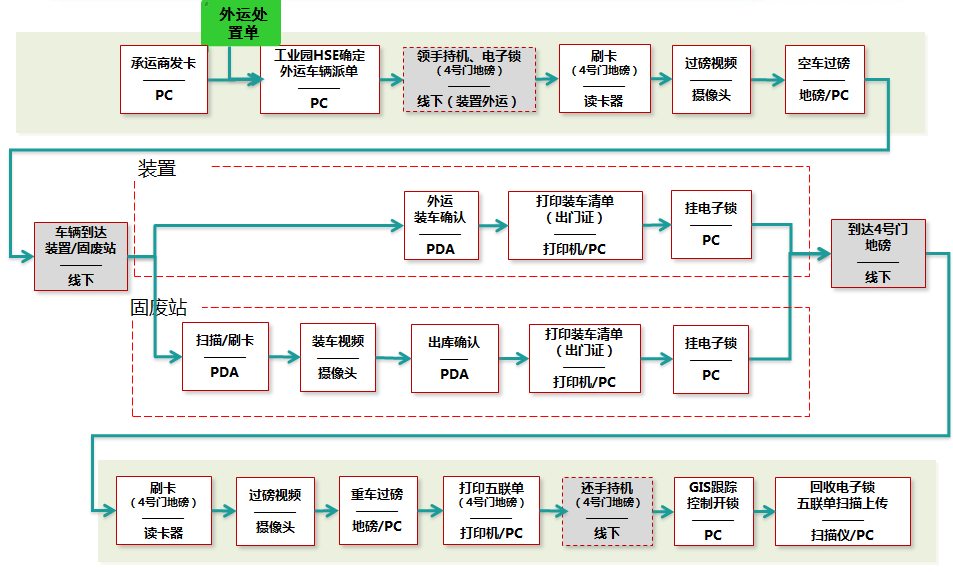 外运处
置单
承运商发卡
PC
工业园HSE确定
外运车辆派单
PC
领手持机、电子锁
（4号门地磅）
线下（装置外运）
刷卡
（4号门地磅）
读卡器
过磅视频
摄像头
空车过磅
地磅/PC
装置
车辆到达
装置/固废站
线下
外运
装车确认
PDA
打印装车清单
（出门证）
打印机/PC
挂电子锁
PC
到达4号门
地磅
线下
固废站
扫描/刷卡
PDA
装车视频
摄像头
出库确认
PDA
打印装车清单
（出门证）
打印机/PC
挂电子锁
PC
刷卡
（4号门地磅）
读卡器
过磅视频
摄像头
重车过磅
地磅/PC
打印五联单
（4号门地磅）
打印机/PC
还手持机
（4号门地磅）
线下
GIS跟踪
控制开锁
PC
回收电子锁
五联单扫描上传
扫描仪/PC